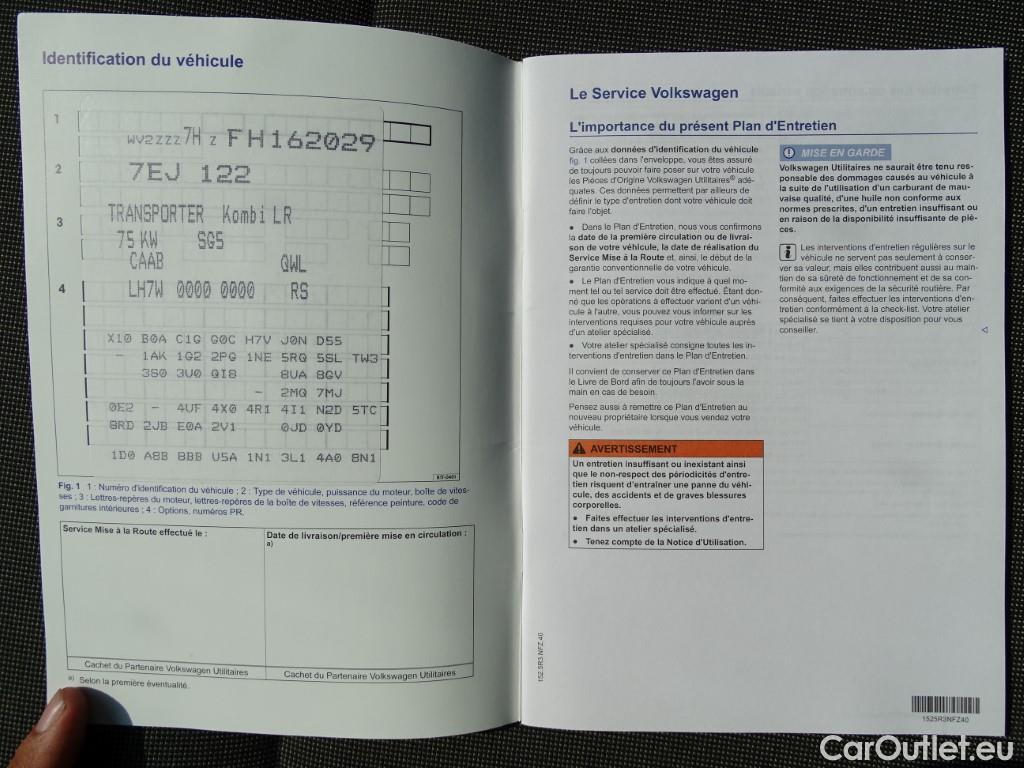 Identification du véhicule
1
WV2ZZZ 7H Z FH162029
2
7EJ 122
TRANSPORTER Kombi LR
3
75 KW SG5
CAAB QWL
4
LH7W 0000 0000 RS
X10 B0A C1G G0C H7V J0N D55
- 1AK 1G2 2PG 1NE 5RQ 5SL TW3
3S0 3V0 QI8 8UA 8GV
- 2MQ 7MJ
0E2 - 4UF 4X0 4R1 4I1 N2D 5TC
8RD 2JB E0A 2V1 0JD 0YD
1D0 A8B BBB U5A 1N1 3L1 4A0 8N1
Fig. 1 1 : Numéro d'identification du véhicule ; 2 : Type de véhicule, puissance du moteur, boîte de vites-
ses ; 3 : Lettres-repères du moteur, lettres-repères de la boîte de vitesses, référence peinture, code de
garnitures intérieures ; 4 : Options, numéros PR.
Service Mise à la Route effectué le :
Date de livraison/première mise en circulation :
a)
Cachet du Partenaire Volkswagen Utilitaires
Cachet du Partenaire Volkswagen Utilitaires
a) Selon la première éventualité.
Le Service Volkswagen
L'importance du présent Plan d'Entretien
Grâce aux données d'identification du véhicule
fig. 1 collées dans l'enveloppe, vous êtes assuré
de toujours pouvoir faire poser sur votre véhicule
les Pièces d'Origine Volkswagen Utilitaires® adé-
quates. Ces données permettent par ailleurs de
définir le type d'entretien dont votre véhicule doit
faire l'objet.
● Dans le Plan d'Entretien, nous vous confirmons
la date de la première circulation ou de livrai-
son de votre véhicule, la date de réalisation du
Service Mise à la Route et, ainsi, le début de la
garantie conventionnelle de votre véhicule.
● Le Plan d'Entretien vous indique à quel mo-
ment tel ou tel service doit être effectué. Étant don-
né que les opérations à effectuer varient d'un véhi-
cule à l'autre, vous pouvez vous informer sur les
interventions requises pour votre véhicule auprès
d'un atelier spécialisé.
● Votre atelier spécialisé consigne toutes les in-
terventions d'entretien dans le Plan d'Entretien.
Il convient de conserver ce Plan d'Entretien dans
le Livre de Bord afin de toujours l'avoir sous la
main en cas de besoin.
Pensez aussi à remettre ce Plan d'Entretien au
nouveau propriétaire lorsque vous vendez votre
véhicule.
AVERTISSEMENT
Un entretien insuffisant ou inexistant ainsi
que le non-respect des périodicités d'entre-
tien risquent d'entraîner une panne du véhi-
cule, des accidents et de graves blessures
corporelles.
● Faites effectuer les interventions d'entre-
tien dans un atelier spécialisé.
● Tenez compte de la Notice d'Utilisation.
MISE EN GARDE
Volkswagen Utilitaires ne saurait être tenu res-
ponsable des dommages causés au véhicule à
la suite de l'utilisation d'un carburant de mau-
vaise qualité, d'une huile non conforme aux
normes prescrites, d'un entretien insuffisant ou
en raison de la disponibilité insuffisante de piè-
ces.
Les interventions d'entretien régulières sur le
véhicule ne servent pas seulement à conser-
ver sa valeur, mais elles contribuent aussi au main-
tien de sa sûreté de fonctionnement et de sa con-
formité aux exigences de la sécurité routière. Par
conséquent, faites effectuer les interventions d'en-
tretien conformément à la check-list. Votre atelier
spécialisé se tient à votre disposition pour vous
conseiller.
152.5R3.NFZ.40
1525R3NFZ40
CarOutlet.eu